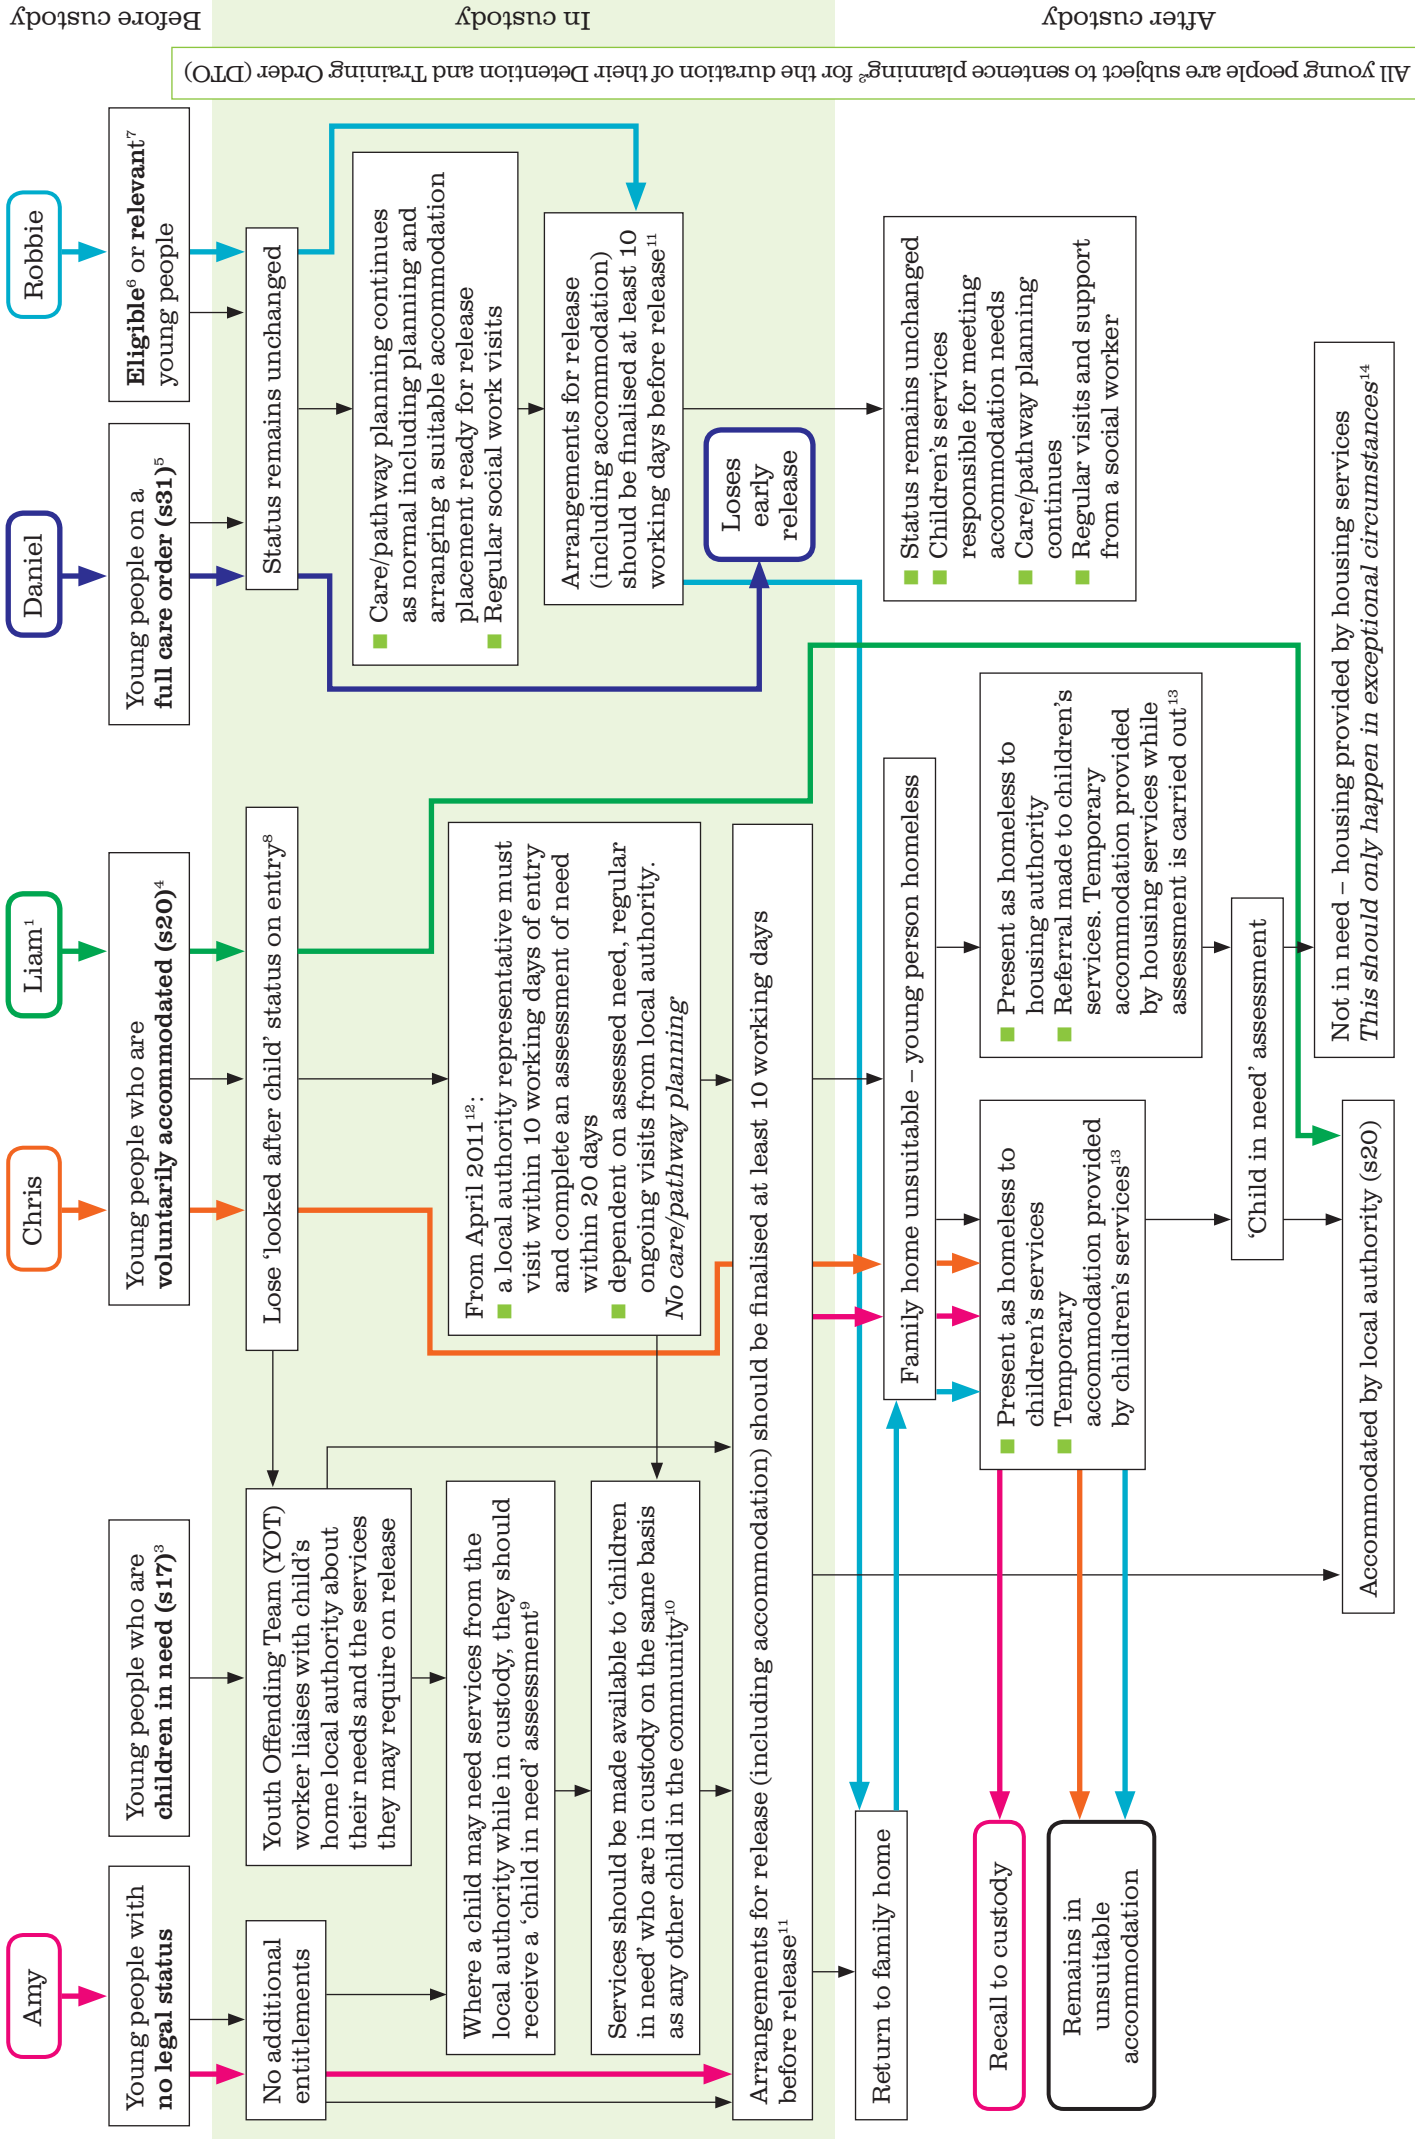 Amy
Chris
Liam¹
Daniel
Robbie
Before custody
Young people with
no legal status
Young people who are
children in need (s17)³
Young people who are
voluntarily accommodated (s20)⁴
Young people on a
full care order (s31)⁵
Eligible⁶ or relevant⁷
young people
All young people are subject to sentence planning² for the duration of their Detention and Training Order (DTO)
In custody
No additional
entitlements
Youth Offending Team (YOT)
worker liaises with child's
home local authority about
their needs and the services
they may require on release
Lose ‘looked after child’ status on entry⁸
Status remains unchanged
Where a child may need services from the
local authority while in custody, they should
receive a ‘child in need’ assessment⁹
Services should be made available to ‘children
in need’ who are in custody on the same basis
as any other child in the community¹⁰
From April 2011¹²:
■ a local authority representative must
visit within 10 working days of entry
and complete an assessment of need
within 20 days
■ dependent on assessed need, regular
ongoing visits from local authority.
No care/pathway planning
■ Care/pathway planning continues
as normal including planning and
arranging a suitable accommodation
placement ready for release
■ Regular social work visits
Arrangements for release
(including accommodation)
should be finalised at least 10
working days before release¹¹
Loses
early
release
Arrangements for release (including accommodation) should be finalised at least 10 working days
before release¹¹
After custody
Return to family home
Family home unsuitable – young person homeless
■ Status remains unchanged
■ Children's services
responsible for meeting
accommodation needs
■ Care/pathway planning
continues
■ Regular visits and support
from a social worker
Recall to custody
Remains in
unsuitable
accommodation
■ Present as homeless to
children's services
■ Temporary
accommodation provided
by children's services¹³
■ Present as homeless to
housing authority
■ Referral made to children's
services. Temporary
accommodation provided
by housing services while
assessment is carried out¹³
‘Child in need’ assessment
Accommodated by local authority (s20)
Not in need – housing provided by housing services
This should only happen in exceptional circumstances¹⁴